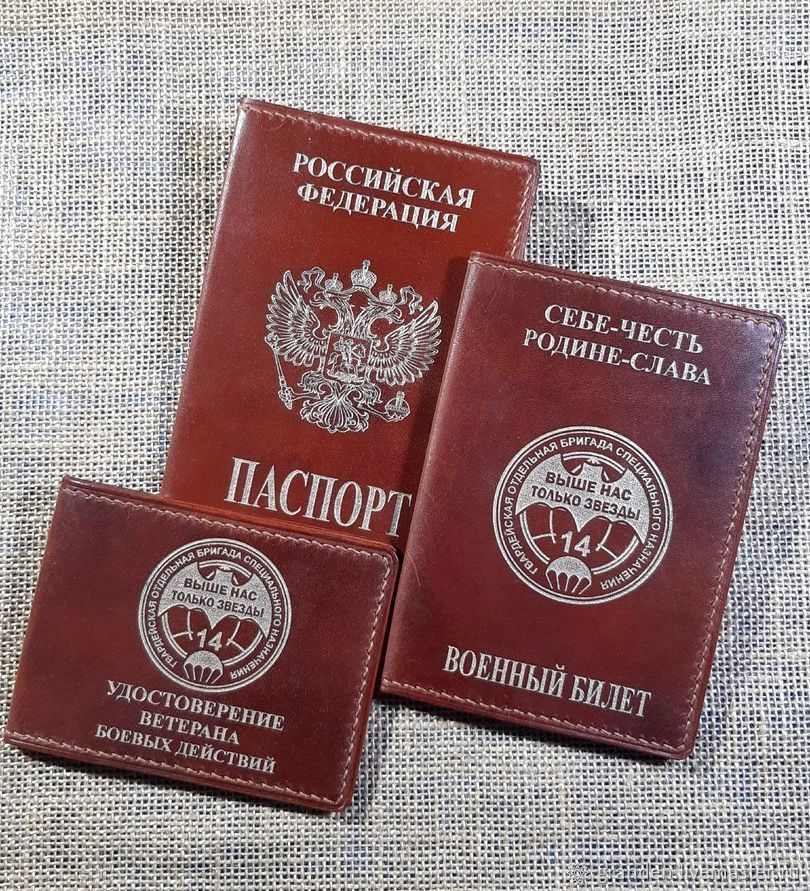 РОССИЙСКАЯ
ФЕДЕРАЦИЯ
ПАСПОРТ
СЕБЕ-ЧЕСТЬ
РОДИНЕ-СЛАВА
ГВАРДЕЙСКАЯ ОТДЕЛЬНАЯ БРИГАДА СПЕЦИАЛЬНОГО НАЗНАЧЕНИЯ
ВЫШЕ НАС
ТОЛЬКО ЗВЕЗДЫ
14
ВОЕННЫЙ БИЛЕТ
ГВАРДЕЙСКАЯ ОТДЕЛЬНАЯ БРИГАДА СПЕЦИАЛЬНОГО НАЗНАЧЕНИЯ
ВЫШЕ НАС
ТОЛЬКО ЗВЕЗДЫ
14
УДОСТОВЕРЕНИЕ
ВЕТЕРАНА
БОЕВЫХ ДЕЙСТВИЙ